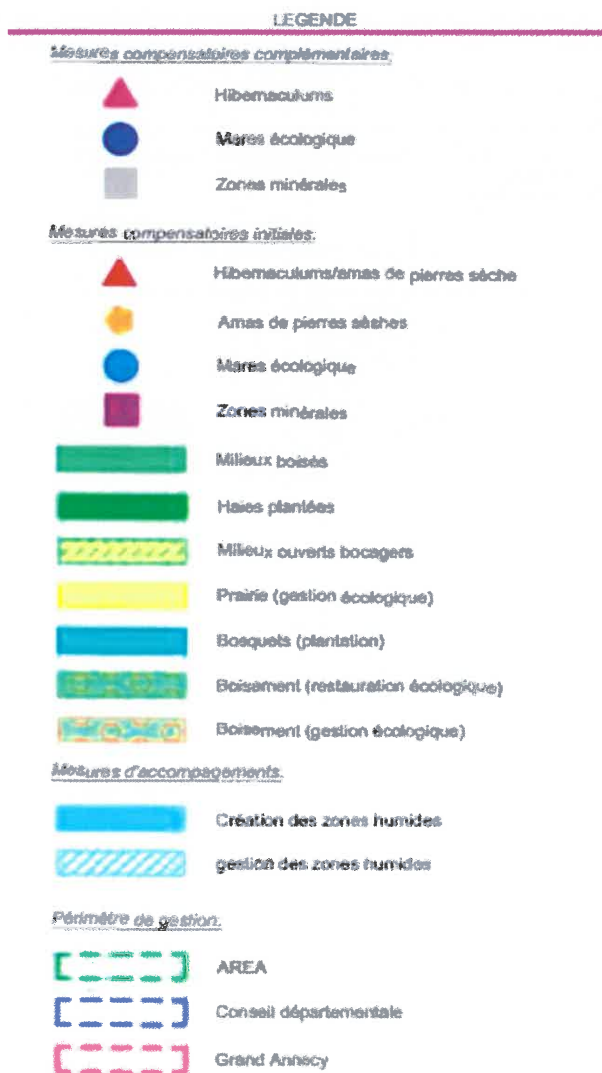 LEGENDE
Mesures compensatoires complémentaires:
Hibernaculums
Mares écologique
Zones minérales
Mesures compensatoires initiales:
Hibernaculums/amas de pierres sèche
Amas de pierres sèches
Mares écologique
Zones minérales
Milieux boisés
Haies plantées
Milieux ouverts bocagers
Prairie (gestion écologique)
Bosquets (plantation)
Boisement (restauration écologique)
Boisement (gestion écologique)
Mesures d'accompagements:
Création des zones humides
gestion des zones humides
Périmètre de gestion:
AREA
Conseil départementale
Grand Annecy